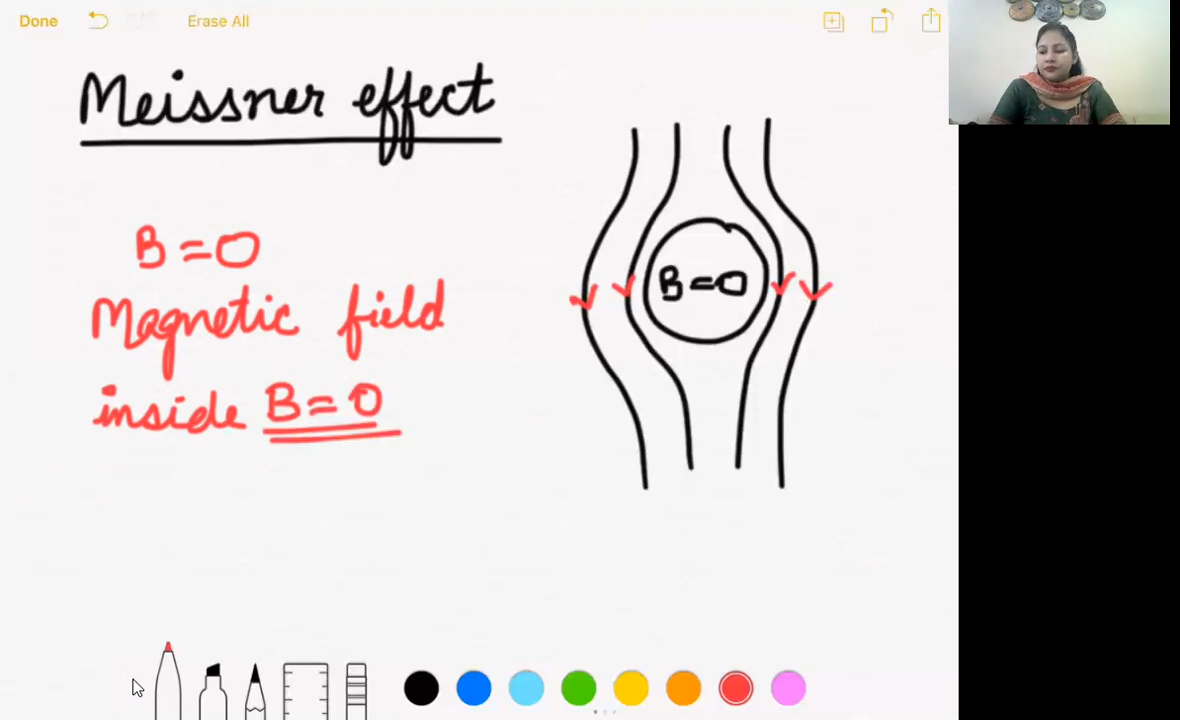 Done Erase All
Meissner effect
B = 0
Magnetic field
inside B = 0
B = 0